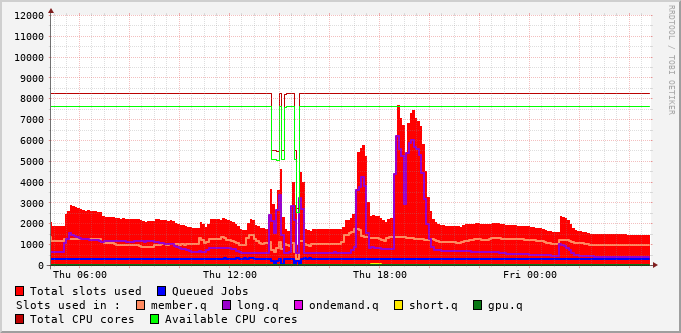 12000
11000
10000
9000
8000
7000
6000
5000
4000
3000
2000
1000
0
Thu 06:00 Thu 12:00 Thu 18:00 Fri 00:00
RRDTOOL / TOBI OETIKER
Total slots used Queued Jobs
Slots used in : member.q long.q ondemand.q short.q gpu.q
Total CPU cores Available CPU cores